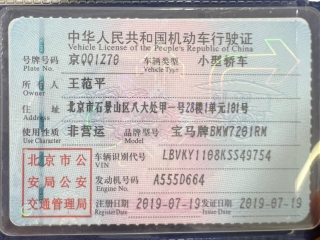 中华人民共和国机动车行驶证
Vehicle License of the People's Republic of China
号牌号码 京QQ1Z70 车辆类型 小型轿车
Plate No. Vehicle Type
所有人 王范平
Owner
住址 北京市石景山区八大处甲一号28楼1单元101号
Address
使用性质 非营运 品牌型号 宝马牌BMW7201RM
Use Character Model
北京市公安局公安交通管理局
车辆识别代号 LBVKY1108KSS49754
VIN
发动机号码 A555D664
Engine No.
注册日期 2019-07-19 发证日期 2019-07-19
Register Date Issue Date